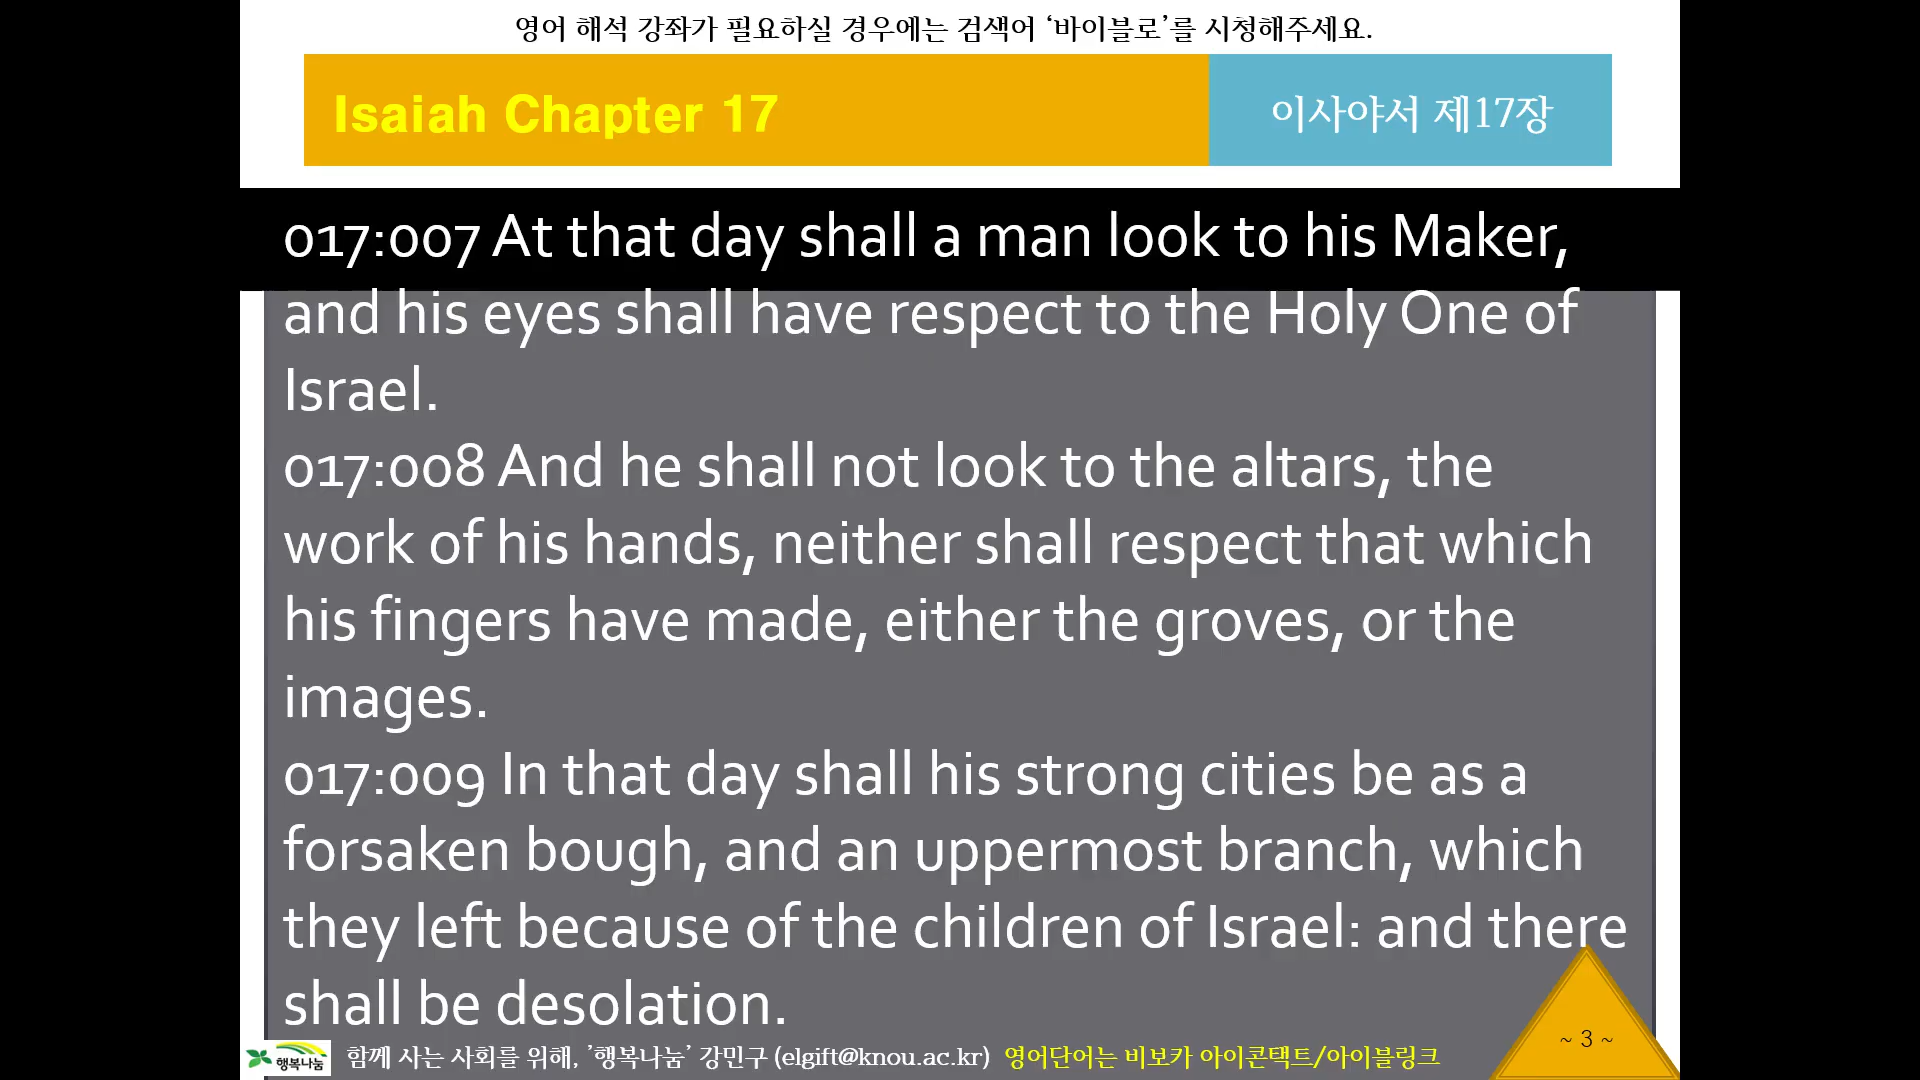 영어 해석 강좌가 필요하실 경우에는 검색어 ‘바이블로’를 시청해주세요.
Isaiah Chapter 17
이사야서 제17장
017:007 At that day shall a man look to his Maker,
and his eyes shall have respect to the Holy One of
Israel.
017:008 And he shall not look to the altars, the
work of his hands, neither shall respect that which
his fingers have made, either the groves, or the
images.
017:009 In that day shall his strong cities be as a
forsaken bough, and an uppermost branch, which
they left because of the children of Israel: and there
shall be desolation.
~ 3 ~
행복나눔
함께 사는 사회를 위해, ’행복나눔’ 강민구 (elgift@knou.ac.kr) 영어단어는 비보카 아이콘택트/아이블링크